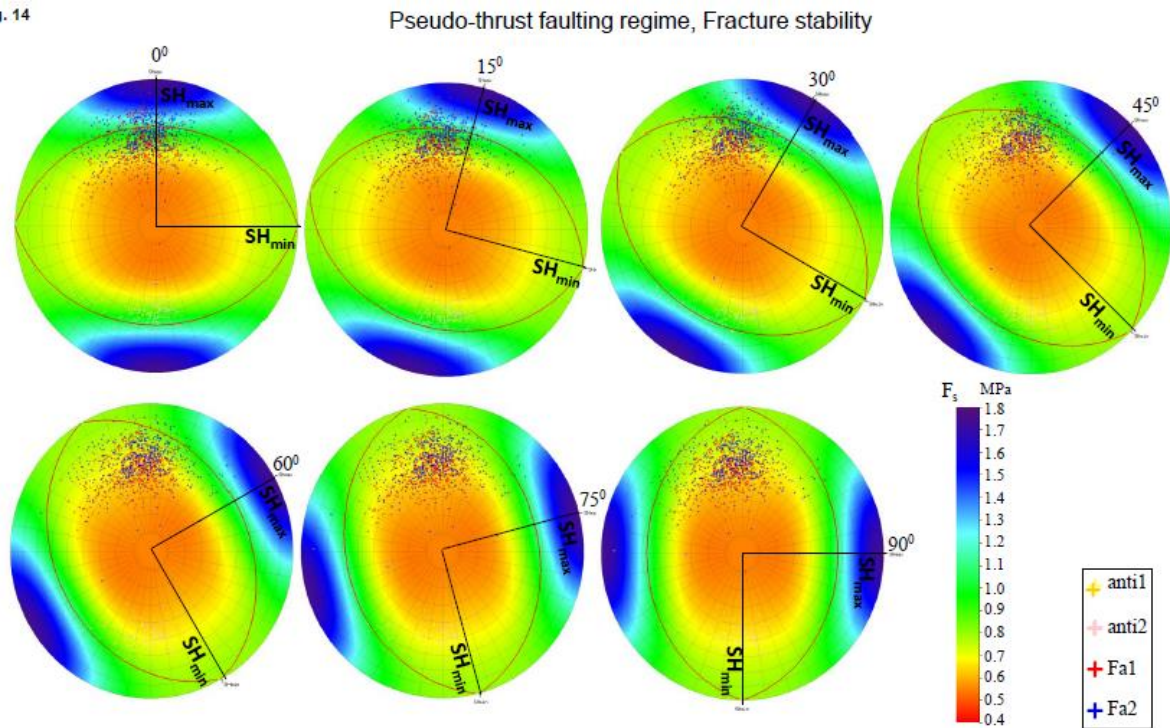 g. 14
Pseudo-thrust faulting regime, Fracture stability
0⁰
SHmax
SHmin
15⁰
SHmax
SHmin
30⁰
SHmax
SHmin
45⁰
SHmax
SHmin
60⁰
SHmax
SHmin
75⁰
SHmax
SHmin
90⁰
SHmax
SHmin
Fs MPa
1.8
1.7
1.6
1.5
1.4
1.3
1.2
1.1
1.0
0.9
0.8
0.7
0.6
0.5
0.4
anti1
anti2
Fa1
Fa2